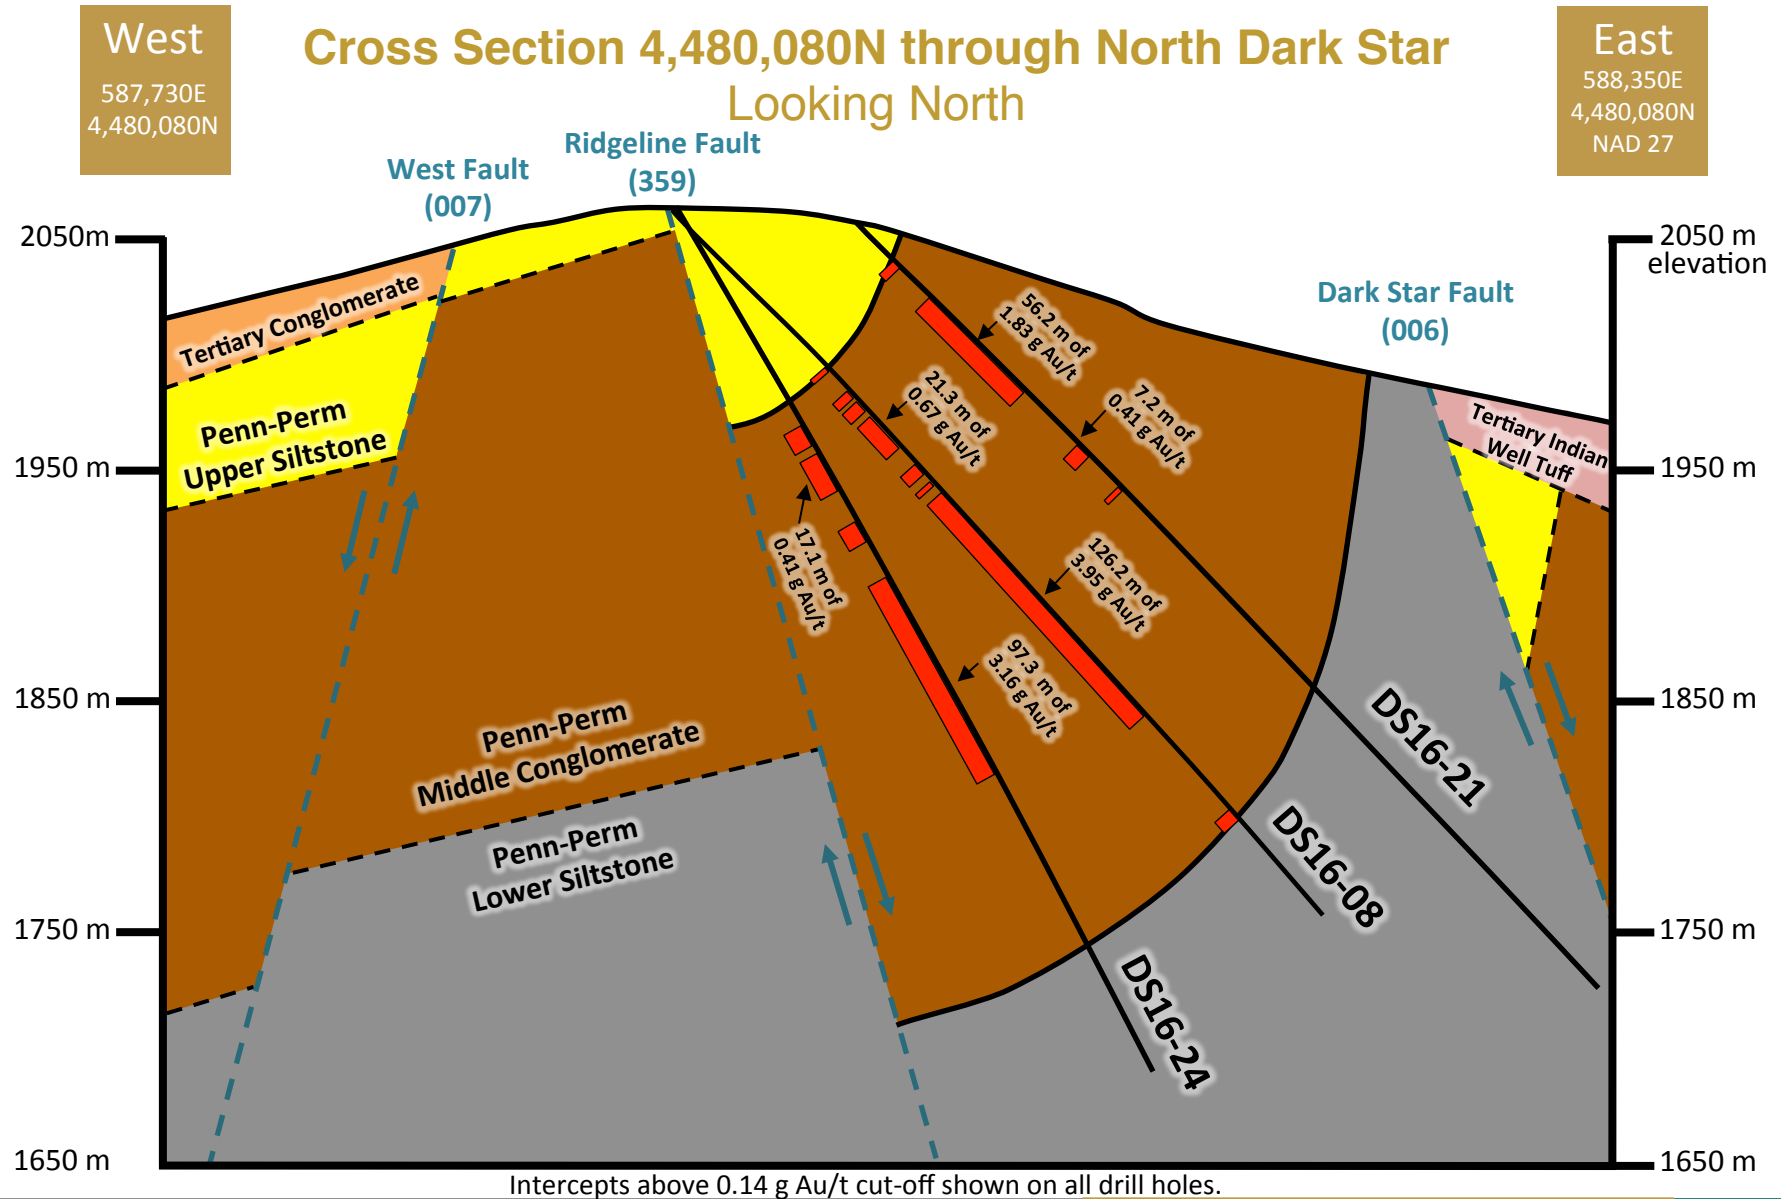 West
587,730E
4,480,080N
Cross Section 4,480,080N through North Dark Star
Looking North
East
588,350E
4,480,080N
NAD 27
West Fault
(007)
Ridgeline Fault
(359)
Dark Star Fault
(006)
2050m
1950 m
1850 m
1750 m
1650 m
2050 m
elevation
1950 m
1850 m
1750 m
1650 m
Tertiary Conglomerate
Penn-Perm
Upper Siltstone
Penn-Perm
Middle Conglomerate
Penn-Perm
Lower Siltstone
Tertiary Indian
Well Tuff
56.2 m of
1.83 g Au/t
7.2 m of
0.41 g Au/t
21.3 m of
0.67 g Au/t
126.2 m of
3.95 g Au/t
17.1 m of
0.41 g Au/t
97.3 m of
3.16 g Au/t
DS16-21
DS16-08
DS16-24
Intercepts above 0.14 g Au/t cut-off shown on all drill holes.